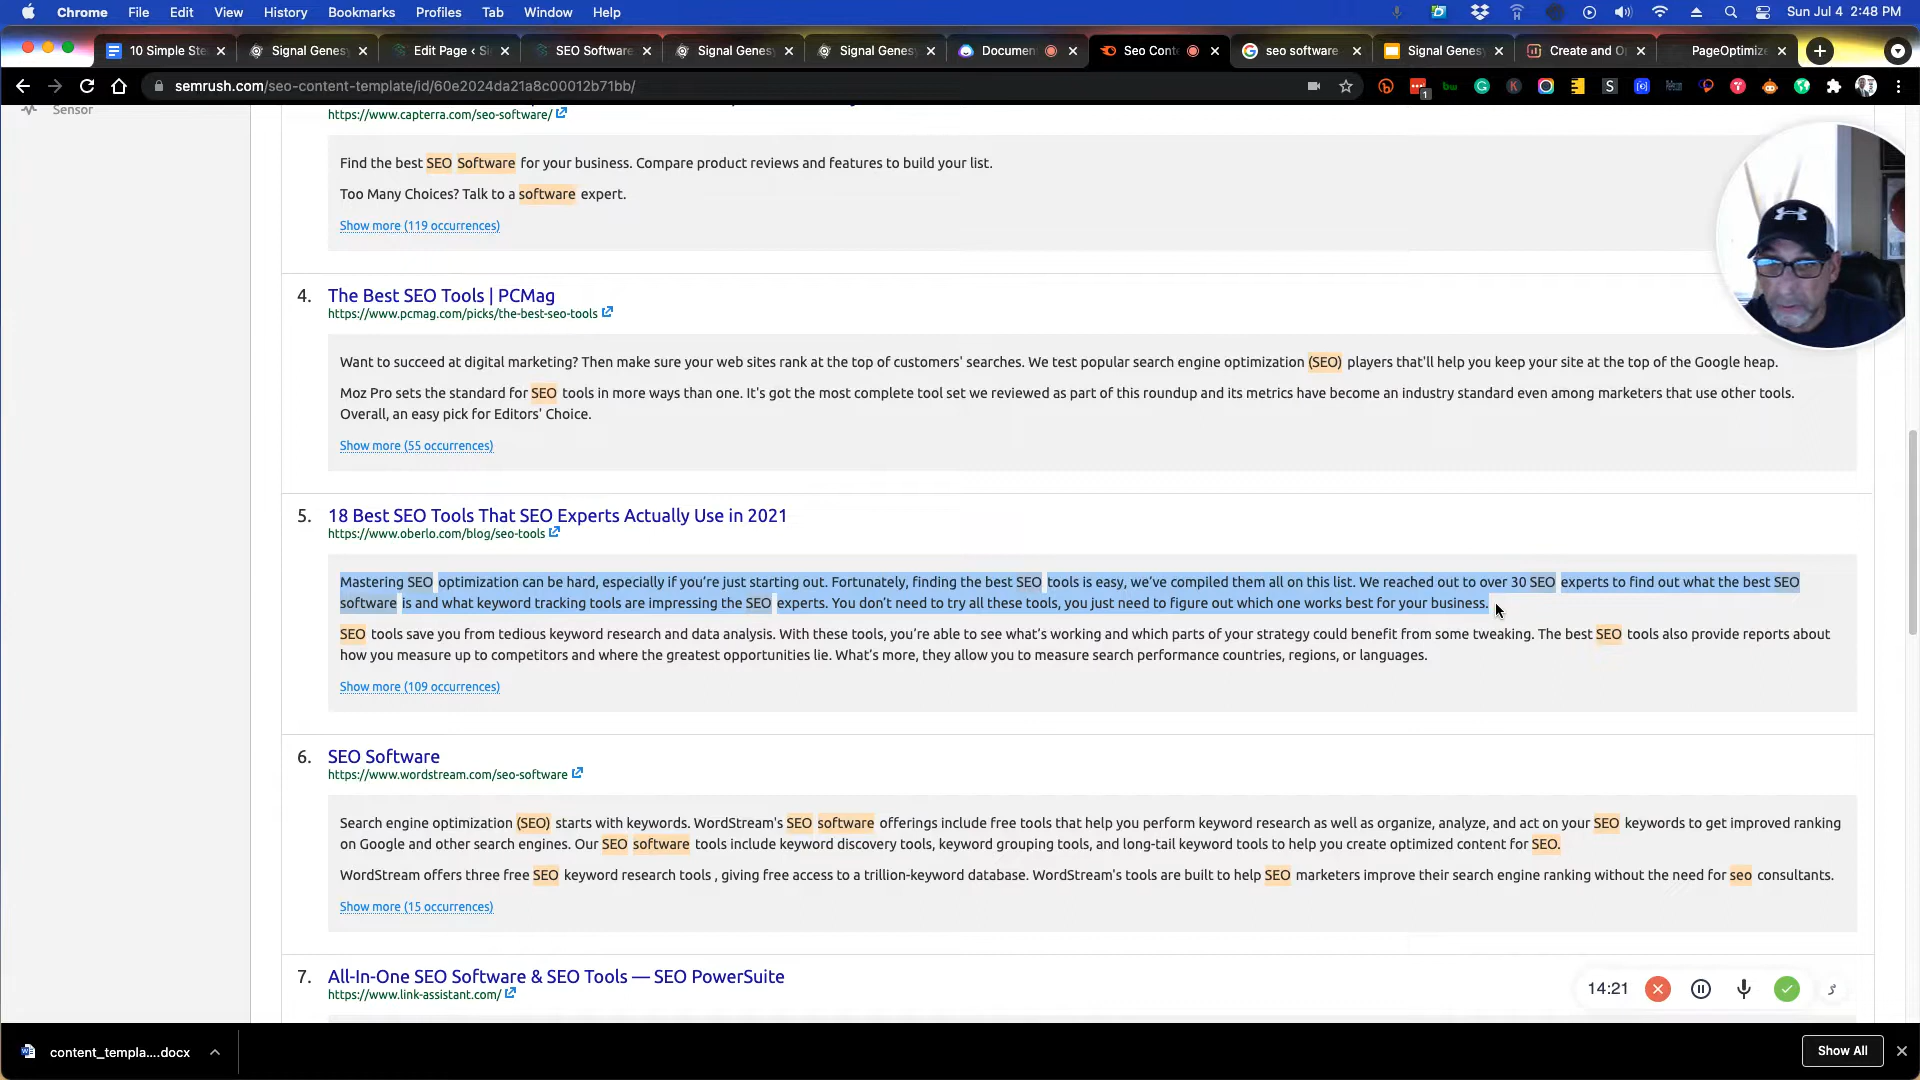 Chrome File Edit View History Bookmarks Profiles Tab Window Help Sun Jul 4 2:48 PM
10 Simple Ste Signal Genes Edit Page ‹ Si SEO Software Signal Genes Signal Genes Documen Seo Cont seo software Signal Genes Create and O PageOptimize
semrush.com/seo-content-template/id/60e2024da21a8c00012b71bb/
Sensor
https://www.capterra.com/seo-software/
Find the best SEO Software for your business. Compare product reviews and features to build your list.
Too Many Choices? Talk to a software expert.
Show more (119 occurrences)
4. The Best SEO Tools | PCMag
https://www.pcmag.com/picks/the-best-seo-tools
Want to succeed at digital marketing? Then make sure your web sites rank at the top of customers' searches. We test popular search engine optimization (SEO) players that'll help you keep your site at the top of the Google heap.
Moz Pro sets the standard for SEO tools in more ways than one. It's got the most complete tool set we reviewed as part of this roundup and its metrics have become an industry standard even among marketers that use other tools.
Overall, an easy pick for Editors' Choice.
Show more (55 occurrences)
5. 18 Best SEO Tools That SEO Experts Actually Use in 2021
https://www.oberlo.com/blog/seo-tools
Mastering SEO optimization can be hard, especially if you’re just starting out. Fortunately, finding the best SEO tools is easy, we’ve compiled them all on this list. We reached out to over 30 SEO experts to find out what the best SEO
software is and what keyword tracking tools are impressing the SEO experts. You don’t need to try all these tools, you just need to figure out which one works best for your business.
SEO tools save you from tedious keyword research and data analysis. With these tools, you’re able to see what’s working and which parts of your strategy could benefit from some tweaking. The best SEO tools also provide reports about
how you measure up to competitors and where the greatest opportunities lie. What’s more, they allow you to measure search performance countries, regions, or languages.
Show more (109 occurrences)
6. SEO Software
https://www.wordstream.com/seo-software
Search engine optimization (SEO) starts with keywords. WordStream's SEO software offerings include free tools that help you perform keyword research as well as organize, analyze, and act on your SEO keywords to get improved ranking
on Google and other search engines. Our SEO software tools include keyword discovery tools, keyword grouping tools, and long-tail keyword tools to help you create optimized content for SEO.
WordStream offers three free SEO keyword research tools , giving free access to a trillion-keyword database. WordStream's tools are built to help SEO marketers improve their search engine ranking without the need for seo consultants.
Show more (15 occurrences)
7. All-In-One SEO Software & SEO Tools — SEO PowerSuite
https://www.link-assistant.com/
14:21
content_templa....docx
Show All